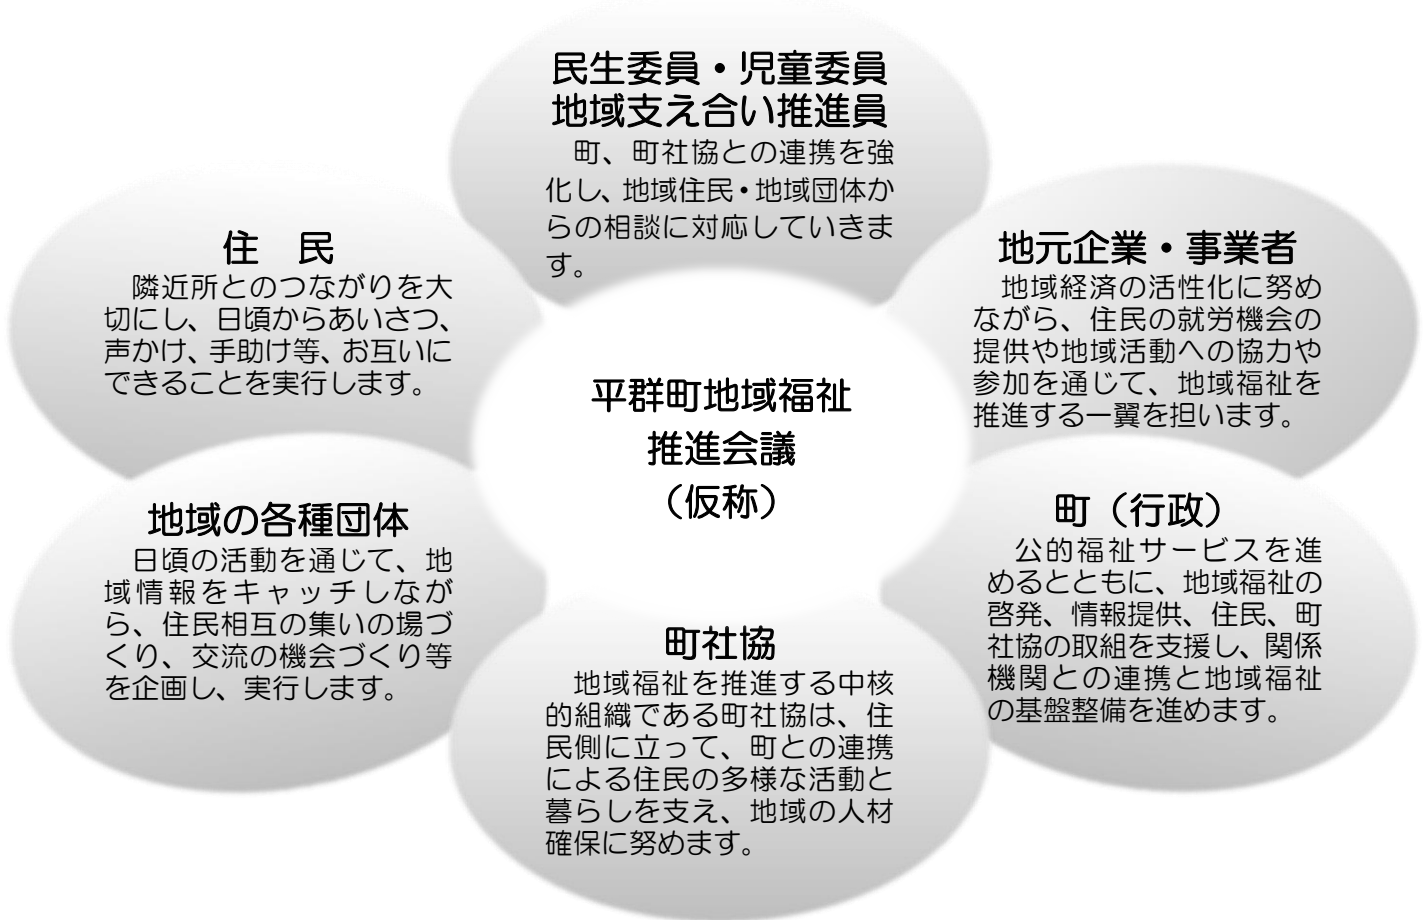 民生委員・児童委員
地域支え合い推進員
町、町社協との連携を強
化し、地域住民・地域団体か
らの相談に対応していきま
す。
住　民
隣近所とのつながりを大
切にし、日頃からあいさつ、
声かけ、手助け等、お互いに
できることを実行します。
地元企業・事業者
地域経済の活性化に努め
ながら、住民の就労機会の
提供や地域活動への協力や
参加を通じて、地域福祉を
推進する一翼を担います。
平群町地域福祉
推進会議
（仮称）
地域の各種団体
日頃の活動を通じて、地
域情報をキャッチしなが
ら、住民相互の集いの場づ
くり、交流の機会づくり等
を企画し、実行します。
町（行政）
公的福祉サービスを進
めるとともに、地域福祉の
啓発、情報提供、住民、町
社協の取組を支援し、関係
機関との連携と地域福祉
の基盤整備を進めます。
町社協
地域福祉を推進する中核
的組織である町社協は、住
民側に立って、町との連携
による住民の多様な活動と
暮らしを支え、地域の人材
確保に努めます。